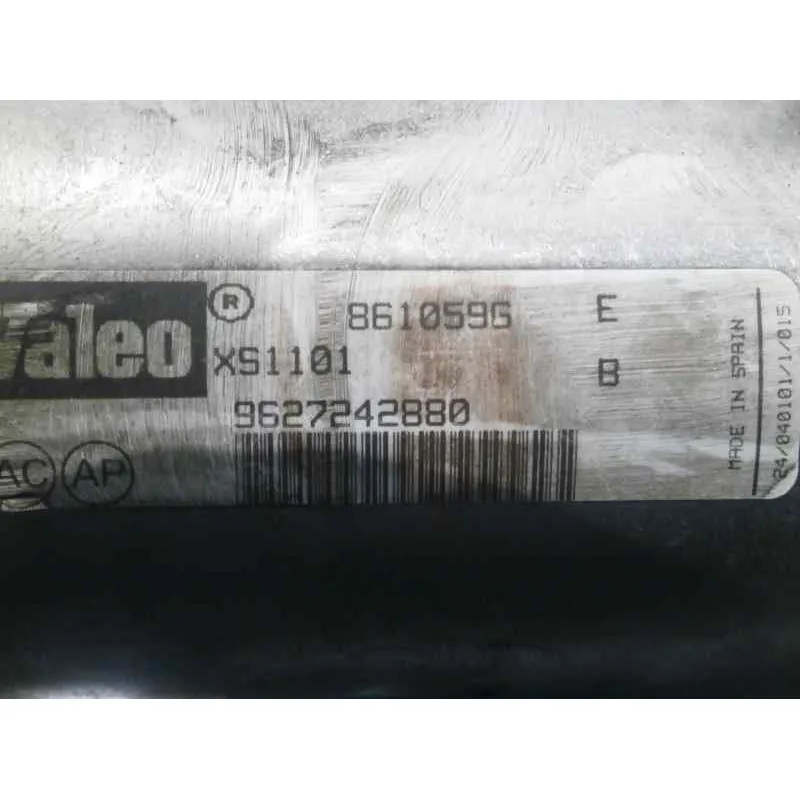 Valeo ® 861059G E
XS1101 B
9627242880
AC AP
MADE IN SPAIN
24/040101/1/015